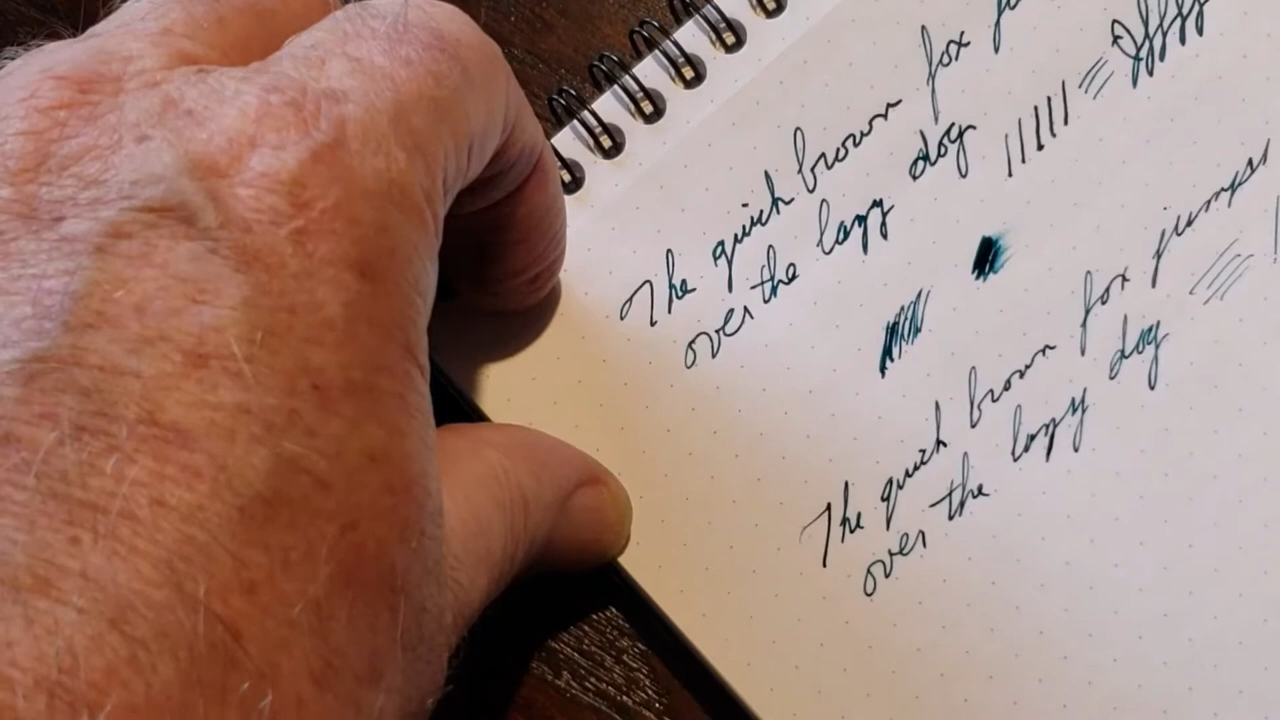 The quick brown fox
over the lazy dog
The quick brown fox jumps
over the lazy dog